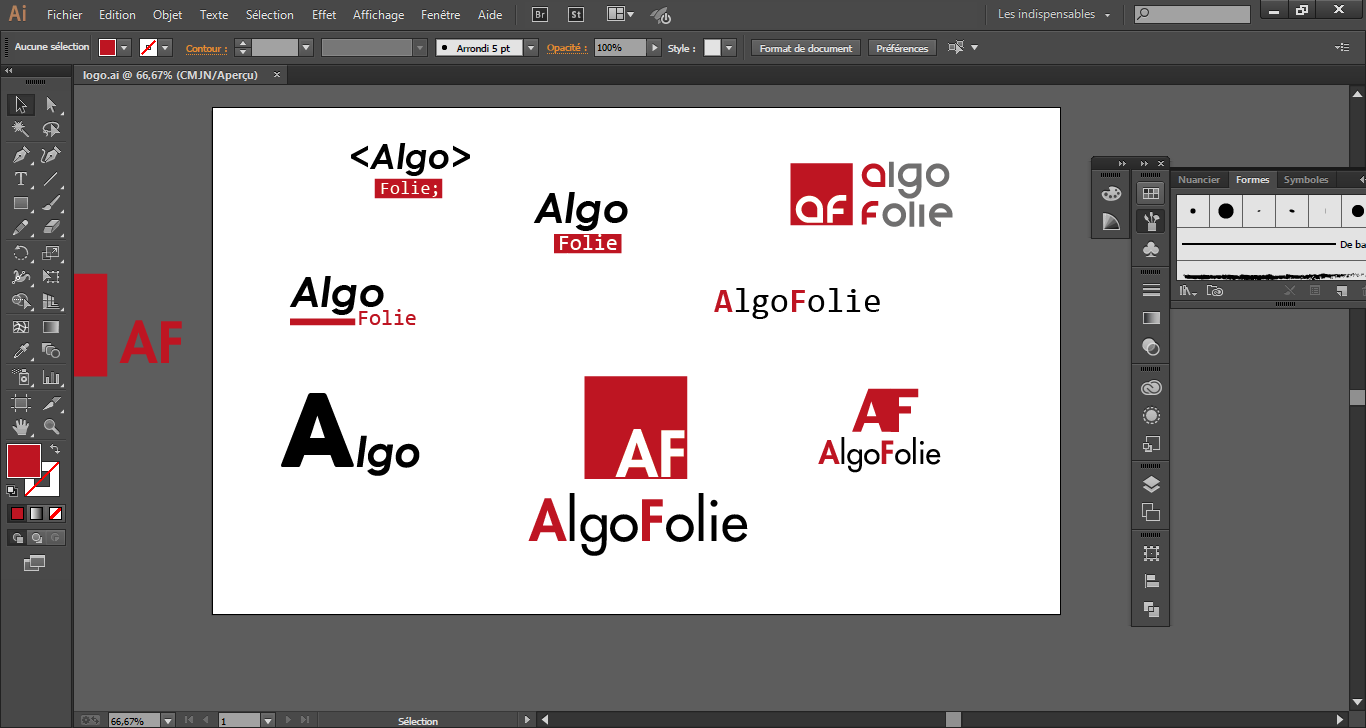 Ai Fichier Edition Objet Texte Sélection Effet Affichage Fenêtre Aide Br St Les indispensables
Aucune sélection Contour : Arrondi 5 pt Opacité : 100% Style : Format de document Préférences
logo.ai @ 66,67% (CMJN/Aperçu) ×
<Algo>
Folie;
Algo
Folie
algo
aF Folie
Nuancier Formes Symboles
De ba
Algo
Folie
AlgoFolie
AF
Algo
AF
AlgoFolie
AF
AlgoFolie
66,67% 1 Sélection